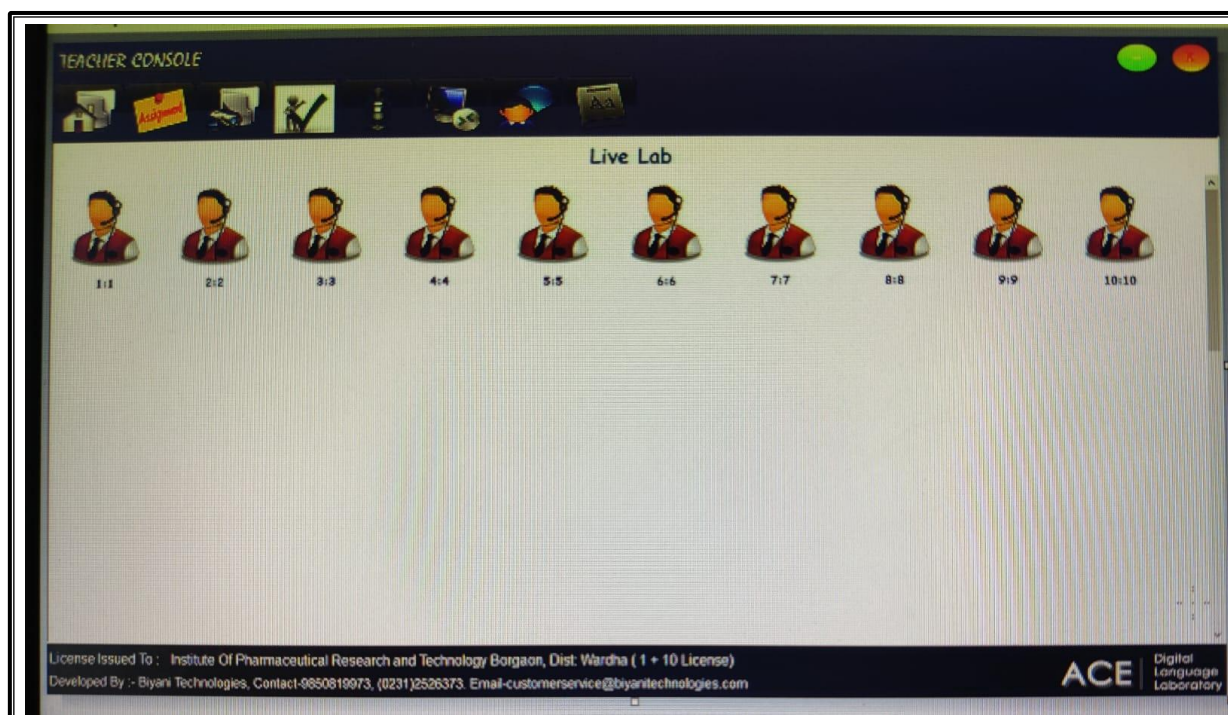 TEACHER CONSOLE
Assignment
Aa
Live Lab
1:1 2:2 3:3 4:4 5:5 6:6 7:7 8:8 9:9 10:10
License Issued To : Institute Of Pharmaceutical Research and Technology Borgaon, Dist: Wardha ( 1 + 10 License)
Developed By :- Biyani Technologies, Contact-9850819973, (0231)2526373. Email-customerservice@biyanitechnologies.com
ACE Digital Language Laboratory